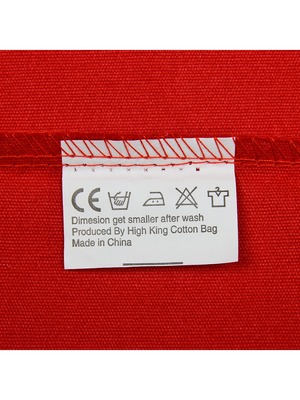 CE
Dimesion get smaller after wash
Produced By High King Cotton Bag
Made in China